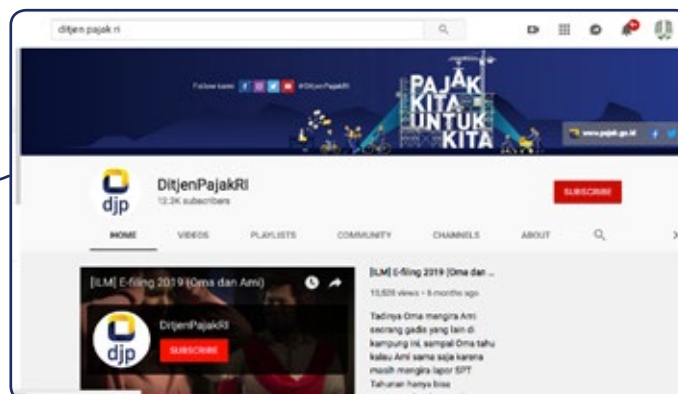 ditjen pajak ri
Follow kami
#DitjenPajakRI
PAJAK
KITA
UNTUK
KITA
www.pajak.go.id
djp
DitjenPajakRI
12.3K subscribers
SUBSCRIBE
HOME VIDEOS PLAYLISTS COMMUNITY CHANNELS ABOUT
[ILM] E-filing 2019 (Oma dan Ami)
DitjenPajakRI
SUBSCRIBE
djp
[ILM] E-filing 2019 (Oma dan ...
views • 6 months ago
Tadinya Oma mengira Ami
seorang gadis yang lain di
kampung ini, sampai Oma tahu
kalau Ami sama saja karena
masih mengira lapor SPT
Tahunan hanya bisa